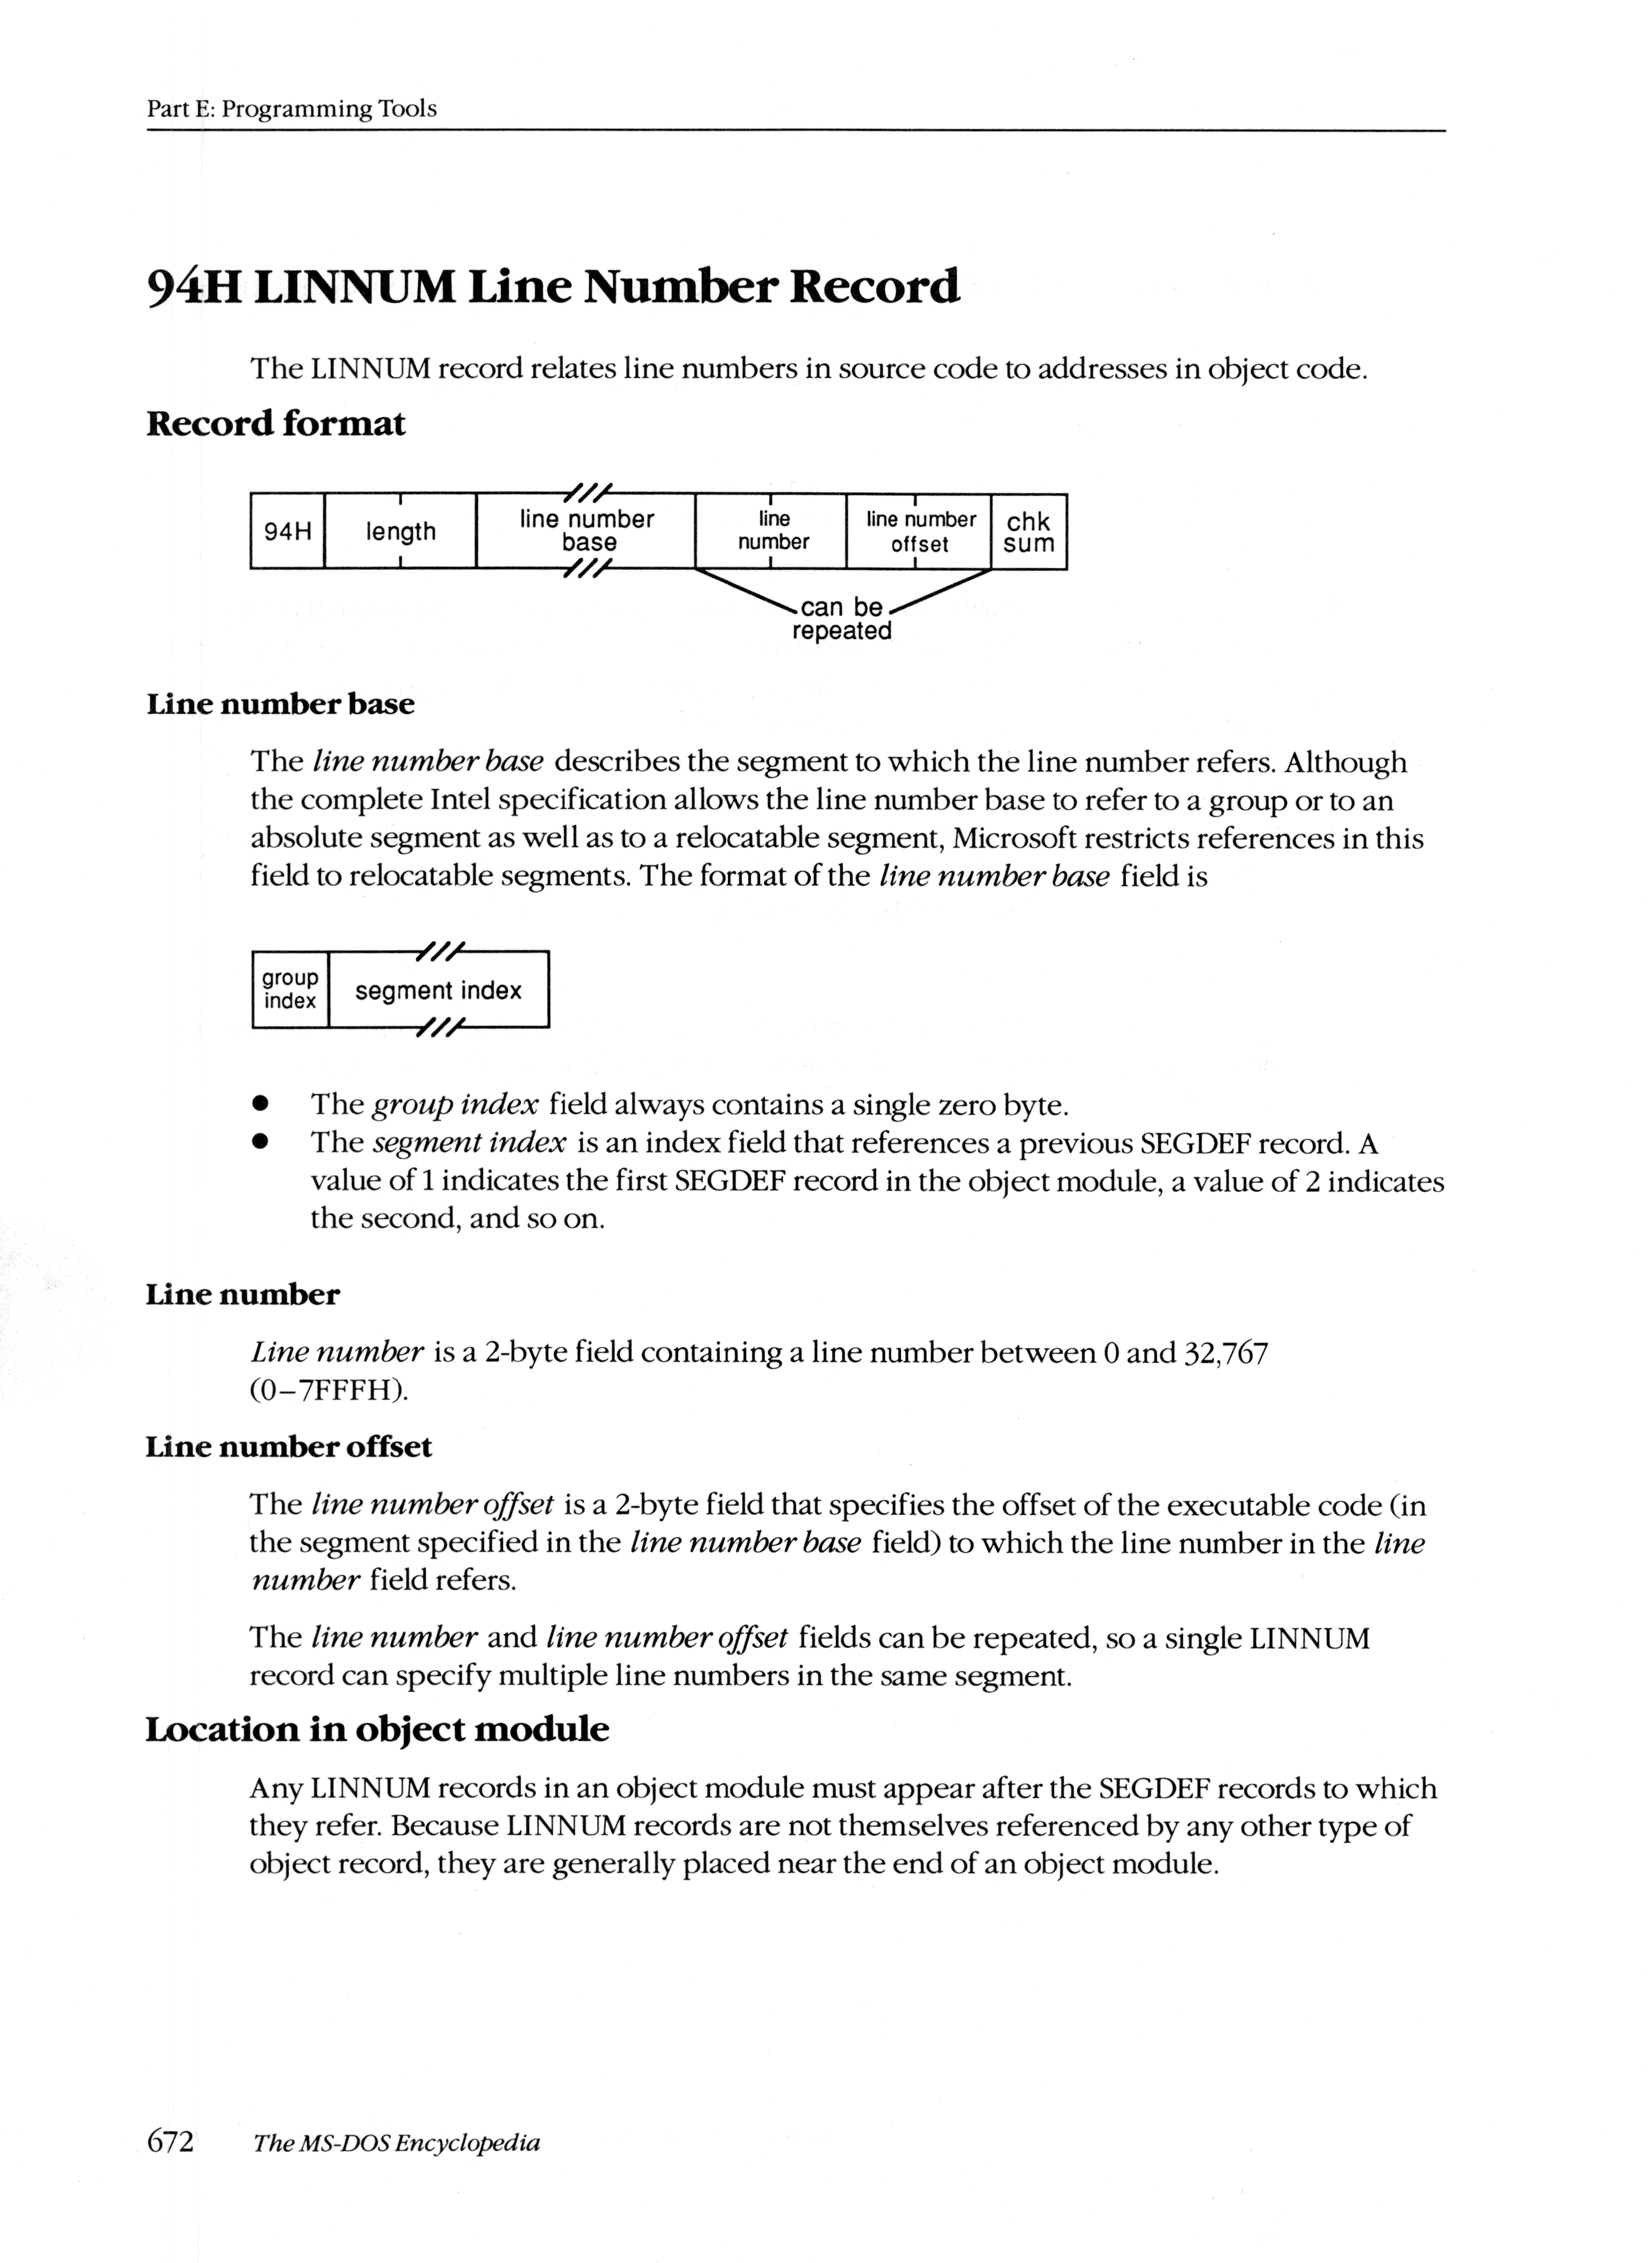 Part E: Programming Tools
94H LINNUM Line Number Record
The LINNUM record relates line numbers in source code to addresses in object code.
Record format
94H
length
line number
base
line
number
line number
offset
chk
sum
can be
repeated
Line number base
The line number base describes the segment to which the line number refers. Although
the complete Intel specification allows the line number base to refer to a group or to an
absolute segment as well as to a relocatable segment, Microsoft restricts references in this
field to relocatable segments. The format of the line number base field is
group
index
segment index
● The group index field always contains a single zero byte.
● The segment index is an index field that references a previous SEGDEF record. A
value of 1 indicates the first SEGDEF record in the object module, a value of 2 indicates
the second, and so on.
Line number
Line number is a 2-byte field containing a line number between 0 and 32,767
(0–7FFFH).
Line number offset
The line number offset is a 2-byte field that specifies the offset of the executable code (in
the segment specified in the line number base field) to which the line number in the line
number field refers.
The line number and line number offset fields can be repeated, so a single LINNUM
record can specify multiple line numbers in the same segment.
Location in object module
Any LINNUM records in an object module must appear after the SEGDEF records to which
they refer. Because LINNUM records are not themselves referenced by any other type of
object record, they are generally placed near the end of an object module.
672 The MS-DOS Encyclopedia